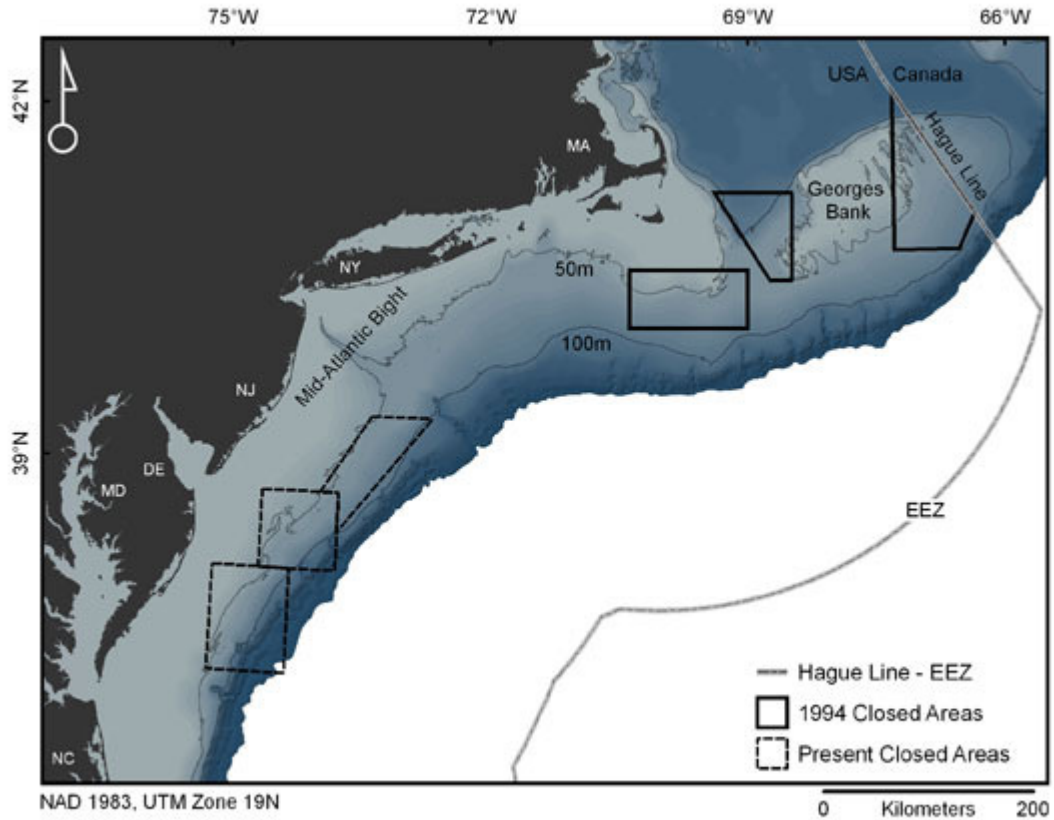 75°W 72°W 69°W 66°W
42°N
39°N
USA Canada
Hague Line
MA
Georges
Bank
NY
50m
Mid-Atlantic Bight
100m
NJ
DE
MD
EEZ
NC
Hague Line - EEZ
1994 Closed Areas
Present Closed Areas
NAD 1983, UTM Zone 19N
0 Kilometers 200